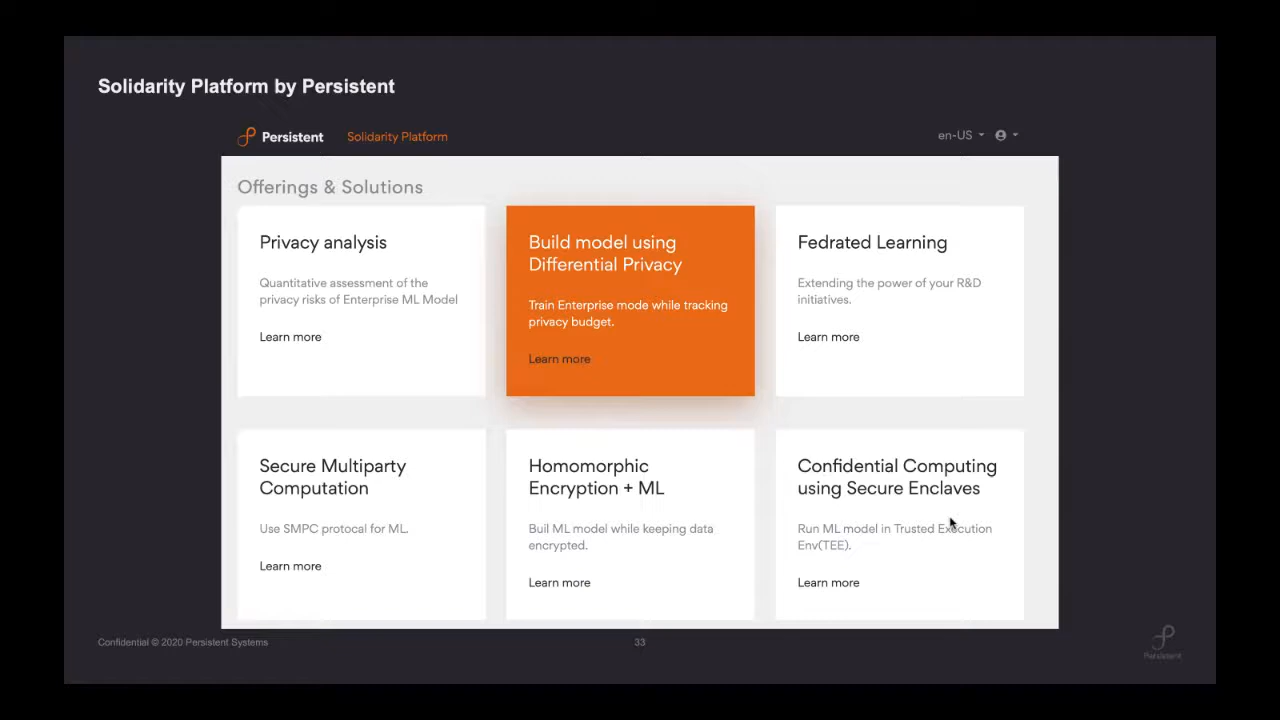 Solidarity Platform by Persistent
Persistent Solidarity Platform en-US
Offerings & Solutions
Privacy analysis
Quantitative assessment of the
privacy risks of Enterprise ML Model
Learn more
Build model using
Differential Privacy
Train Enterprise mode while tracking
privacy budget.
Learn more
Fedrated Learning
Extending the power of your R&D
initiatives.
Learn more
Secure Multiparty
Computation
Use SMPC protocal for ML.
Learn more
Homomorphic
Encryption + ML
Buil ML model while keeping data
encrypted.
Learn more
Confidential Computing
using Secure Enclaves
Run ML model in Trusted Execution
Env(TEE).
Learn more
Confidential © 2020 Persistent Systems
33
Persistent